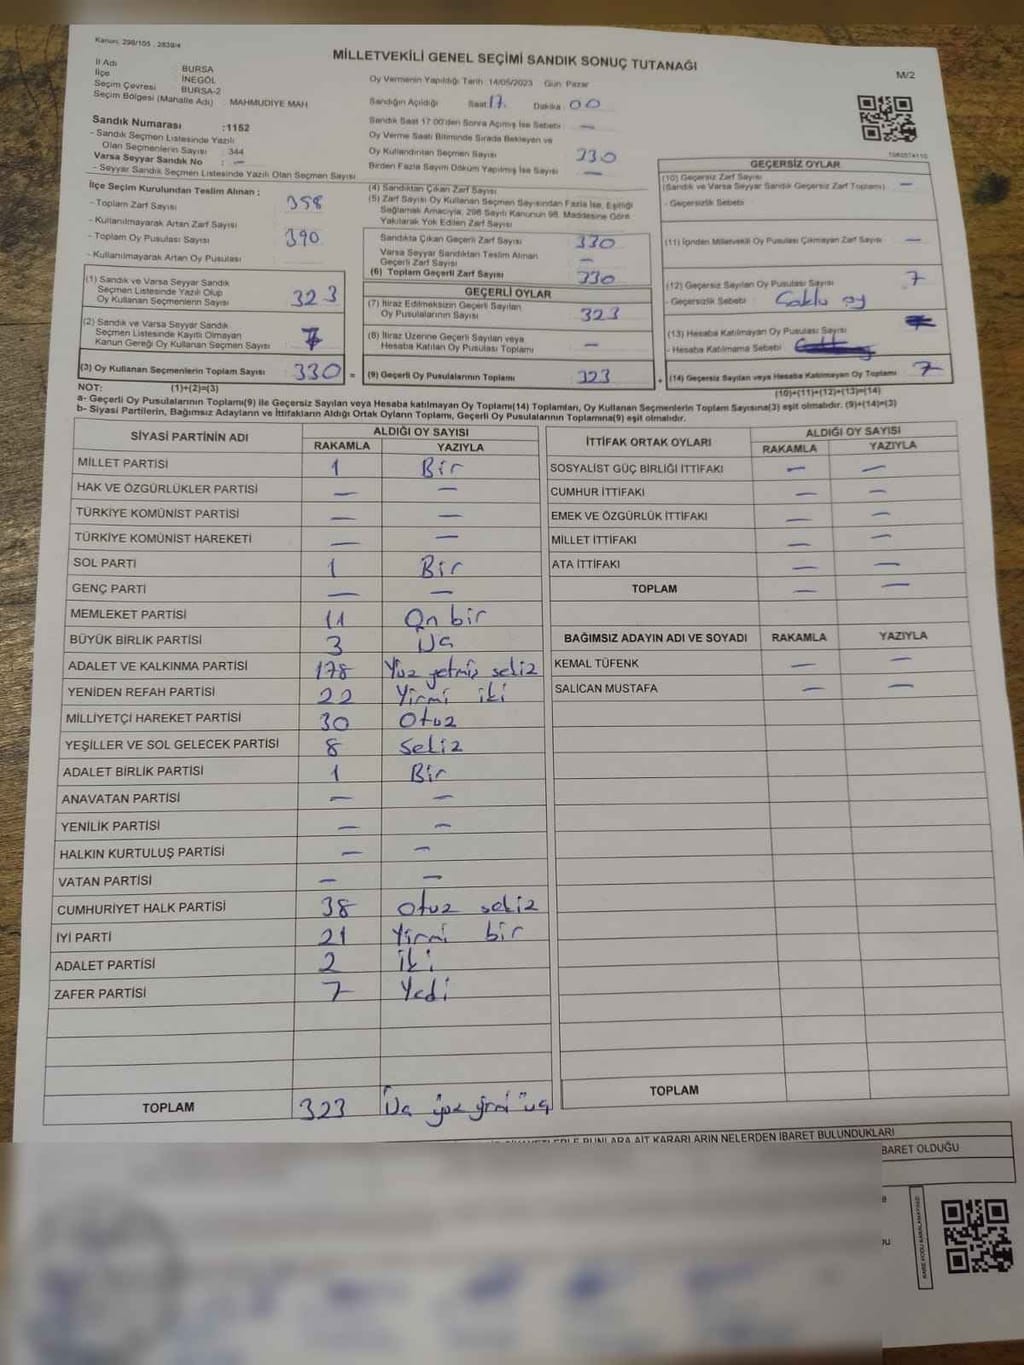 Kanun: 298/105 , 2839/4
MİLLETVEKİLİ GENEL SEÇİMİ SANDIK SONUÇ TUTANAĞI
M/2
İl Adı BURSA
İlçe İNEGÖL
Seçim Çevresi BURSA-2
Seçim Bölgesi (Mahalle Adı) MAHMUDİYE MAH
Sandık Numarası :1152
- Sandık Seçmen Listesinde Yazılı
Olan Seçmenlerin Sayısı 344
Varsa Seyyar Sandık No : —
- Seyyar Sandık Seçmen Listesinde Yazılı Olan Seçmen Sayısı
Oy Vermenin Yapıldığı Tarih :14/05/2023 Gün: Pazar
Sandığın Açıldığı Saat: 17 Dakika : 00
Sandık Saat 17:00'den Sonra Açılmış İse Sebebi : —
Oy Verme Saati Bitiminde Sırada Bekleyen ve
Oy Kullandırılan Seçmen Sayısı 330
Birden Fazla Sayım Döküm Yapılmış İse Sayısı —
İlçe Seçim Kurulundan Teslim Alınan :
- Toplam Zarf Sayısı 358
- Kullanılmayarak Artan Zarf Sayısı
- Toplam Oy Pusulası Sayısı 390
- Kullanılmayarak Artan Oy Pusulası
(1) Sandık ve Varsa Seyyar Sandık
Seçmen Listesinde Yazılı Olup
Oy Kullanan Seçmenlerin Sayısı 323
(2) Sandık ve Varsa Seyyar Sandık
Seçmen Listesinde Kayıtlı Olmayan
Kanun Gereği Oy Kullanan Seçmen Sayısı 7
(3) Oy Kullanan Seçmenlerin Toplam Sayısı 330 =
(4) Sandıktan Çıkan Zarf Sayısı
(5) Zarf Sayısı Oy Kullanan Seçmen Sayısından Fazla İse, Eşitliği
Sağlamak Amacıyla, 298 Sayılı Kanunun 98. Maddesine Göre
Yakılarak Yok Edilen Zarf Sayısı
Sandıkta Çıkan Geçerli Zarf Sayısı 330
Varsa Seyyar Sandıktan Teslim Alınan
Geçerli Zarf Sayısı —
(6) Toplam Geçerli Zarf Sayısı 330
GEÇERLİ OYLAR
(7) İtiraz Edilmeksizin Geçerli Sayılan
Oy Pusulalarının Sayısı 323
(8) İtiraz Üzerine Geçerli Sayılan veya
Hesaba Katılan Oy Pusulası Toplamı —
(9) Geçerli Oy Pusulalarının Toplamı 323 +
GEÇERSİZ OYLAR
(10) Geçersiz Zarf Sayısı
(Sandık ve Varsa Seyyar Sandık Geçersiz Zarf Toplamı) —
- Geçersizlik Sebebi
(11) İçinden Milletvekili Oy Pusulası Çıkmayan Zarf Sayısı —
(12) Geçersiz Sayılan Oy Pusulası Sayısı 7
- Geçersizlik Sebebi :
(13) Hesaba Katılmayan Oy Pusulası Sayısı
- Hesaba Katılmama Sebebi
(14) Geçersiz Sayılan veya Hesaba Katılmayan Oy Toplamı 7
NOT: (1)+(2)=(3)
(10)+(11)+(12)+(13)=(14)
a- Geçerli Oy Pusulalarının Toplamı(9) ile Geçersiz Sayılan veya Hesaba katılmayan Oy Toplamı(14) Toplamları, Oy Kullanan Seçmenlerin Toplam Sayısına(3) eşit olmalıdır. (9)+(14)=(3)
b- Siyasi Partilerin, Bağımsız Adayların ve İttifakların Aldığı Ortak Oyların Toplamı, Geçerli Oy Pusulalarının Toplamına(9) eşit olmalıdır.
SİYASİ PARTİNİN ADI ALDIĞI OY SAYISI
RAKAMLA YAZIYLA
MİLLET PARTİSİ 1 Bir
HAK VE ÖZGÜRLÜKLER PARTİSİ — —
TÜRKİYE KOMÜNİST PARTİSİ — —
TÜRKİYE KOMÜNİST HAREKETİ — —
SOL PARTİ 1 Bir
GENÇ PARTİ — —
MEMLEKET PARTİSİ 11 On bir
BÜYÜK BİRLİK PARTİSİ 3 Üç
ADALET VE KALKINMA PARTİSİ 178 Yüz yetmiş sekiz
YENİDEN REFAH PARTİSİ 22 Yirmi iki
MİLLİYETÇİ HAREKET PARTİSİ 30 Otuz
YEŞİLLER VE SOL GELECEK PARTİSİ 8 Sekiz
ADALET BİRLİK PARTİSİ 1 Bir
ANAVATAN PARTİSİ — —
YENİLİK PARTİSİ — —
HALKIN KURTULUŞ PARTİSİ — —
VATAN PARTİSİ — —
CUMHURİYET HALK PARTİSİ 38 Otuz sekiz
İYİ PARTİ 21 Yirmi bir
ADALET PARTİSİ 2 İki
ZAFER PARTİSİ 7 Yedi
TOPLAM 323 Üç yüz yirmi üç
İTTİFAK ORTAK OYLARI ALDIĞI OY SAYISI
RAKAMLA YAZIYLA
SOSYALİST GÜÇ BİRLİĞİ İTTİFAKI — —
CUMHUR İTTİFAKI — —
EMEK VE ÖZGÜRLÜK İTTİFAKI — —
MİLLET İTTİFAKI — —
ATA İTTİFAKI — —
TOPLAM — —
BAĞIMSIZ ADAYIN ADI VE SOYADI RAKAMLA YAZIYLA
KEMAL TÜFENK — —
SALİCAN MUSTAFA — —
TOPLAM
BUNLARA AİT KARARLARIN NELERDEN İBARET BULUNDUKLARI
BARET OLDUĞU